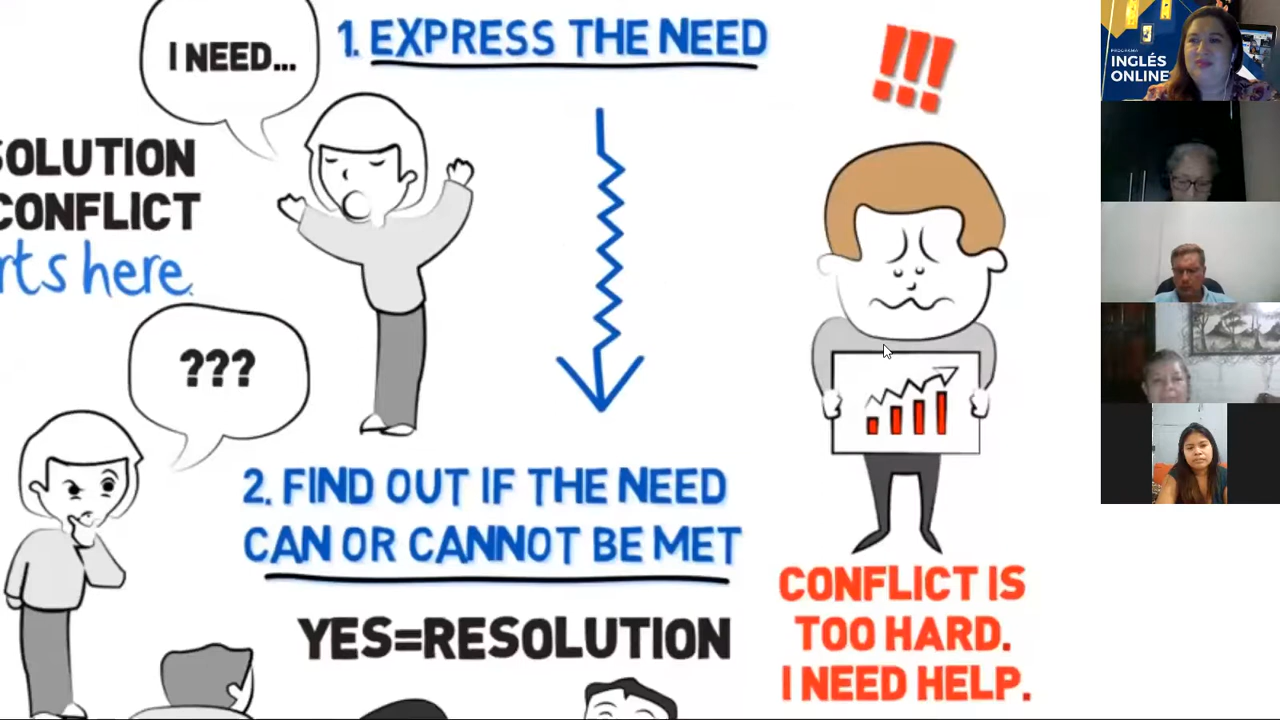 I NEED...
1. EXPRESS THE NEED
!!!
SOLUTION
CONFLICT
rts here.
???
2. FIND OUT IF THE NEED
CAN OR CANNOT BE MET
YES=RESOLUTION
CONFLICT IS
TOO HARD.
I NEED HELP.
PROGRAMA
INGLÉS
ONLINE